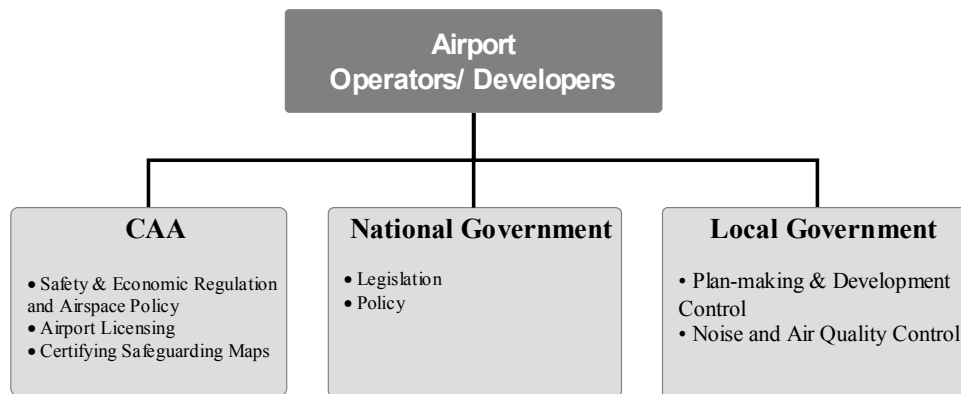 Airport
Operators/ Developers
CAA
• Safety & Economic Regulation
and Airspace Policy
• Airport Licensing
• Certifying Safeguarding Maps
National Government
• Legislation
• Policy
Local Government
• Plan-making & Development
Control
• Noise and Air Quality Control